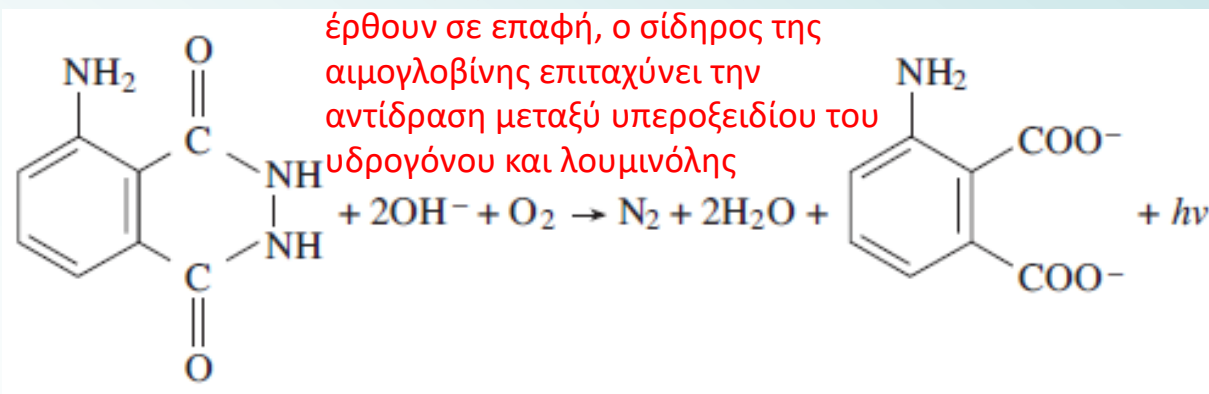 έρθουν σε επαφή, ο σίδηρος της
αιμογλοβίνης επιταχύνει την
αντίδραση μεταξύ υπεροξειδίου του
υδρογόνου και λουμινόλης
NH₂
O
C
NH
NH
C
O
+ 2OH⁻ + O₂ → N₂ + 2H₂O +
NH₂
COO⁻
COO⁻
+ hν